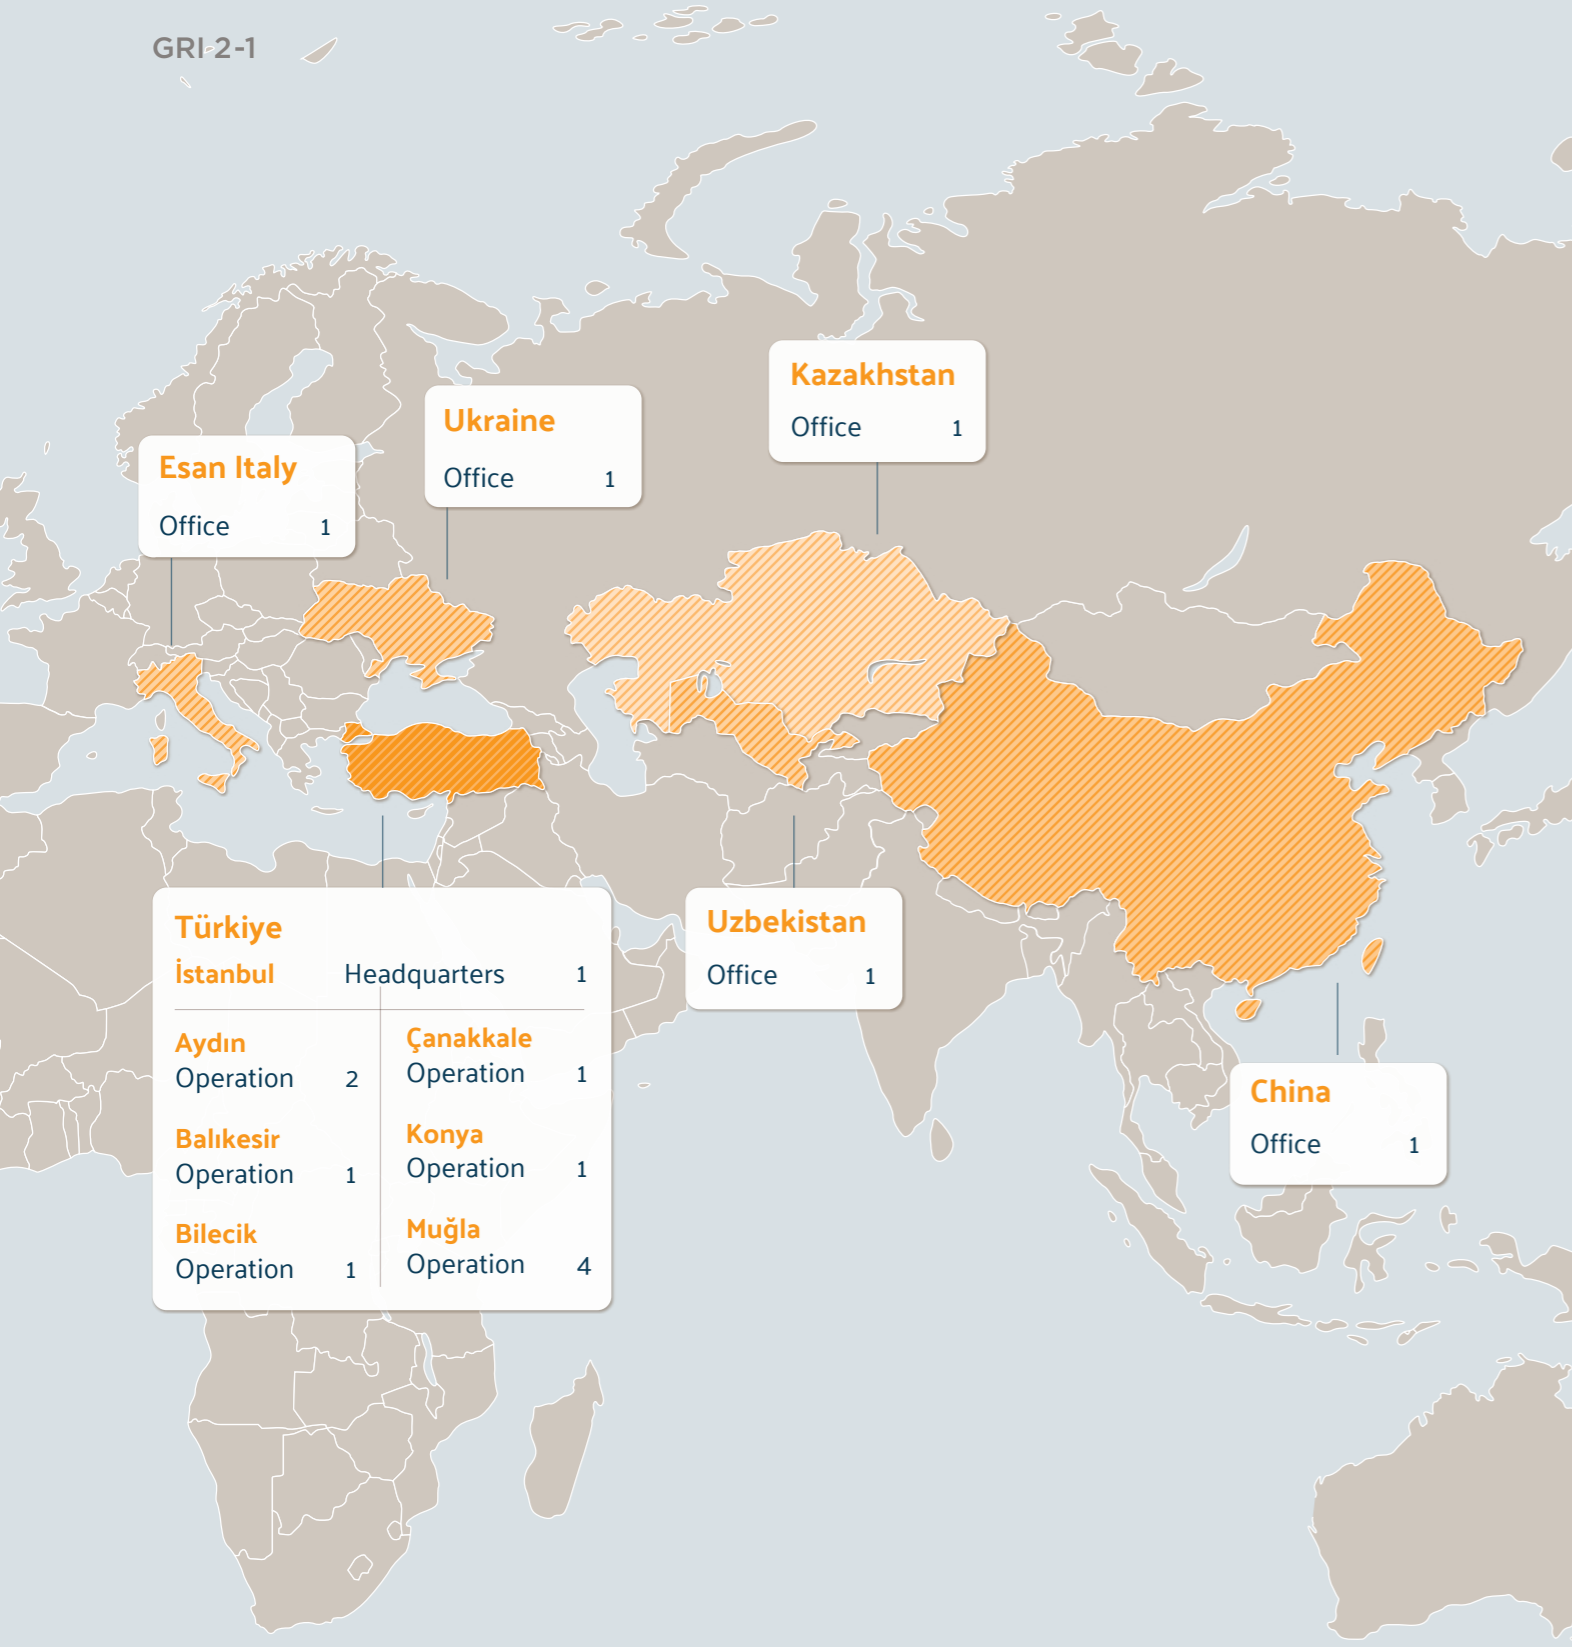 GRI 2-1
Kazakhstan
Office 1
Ukraine
Office 1
Esan Italy
Office 1
Türkiye
İstanbul Headquarters 1
Aydın
Operation 2
Balıkesir
Operation 1
Bilecik
Operation 1
Çanakkale
Operation 1
Konya
Operation 1
Muğla
Operation 4
Uzbekistan
Office 1
China
Office 1